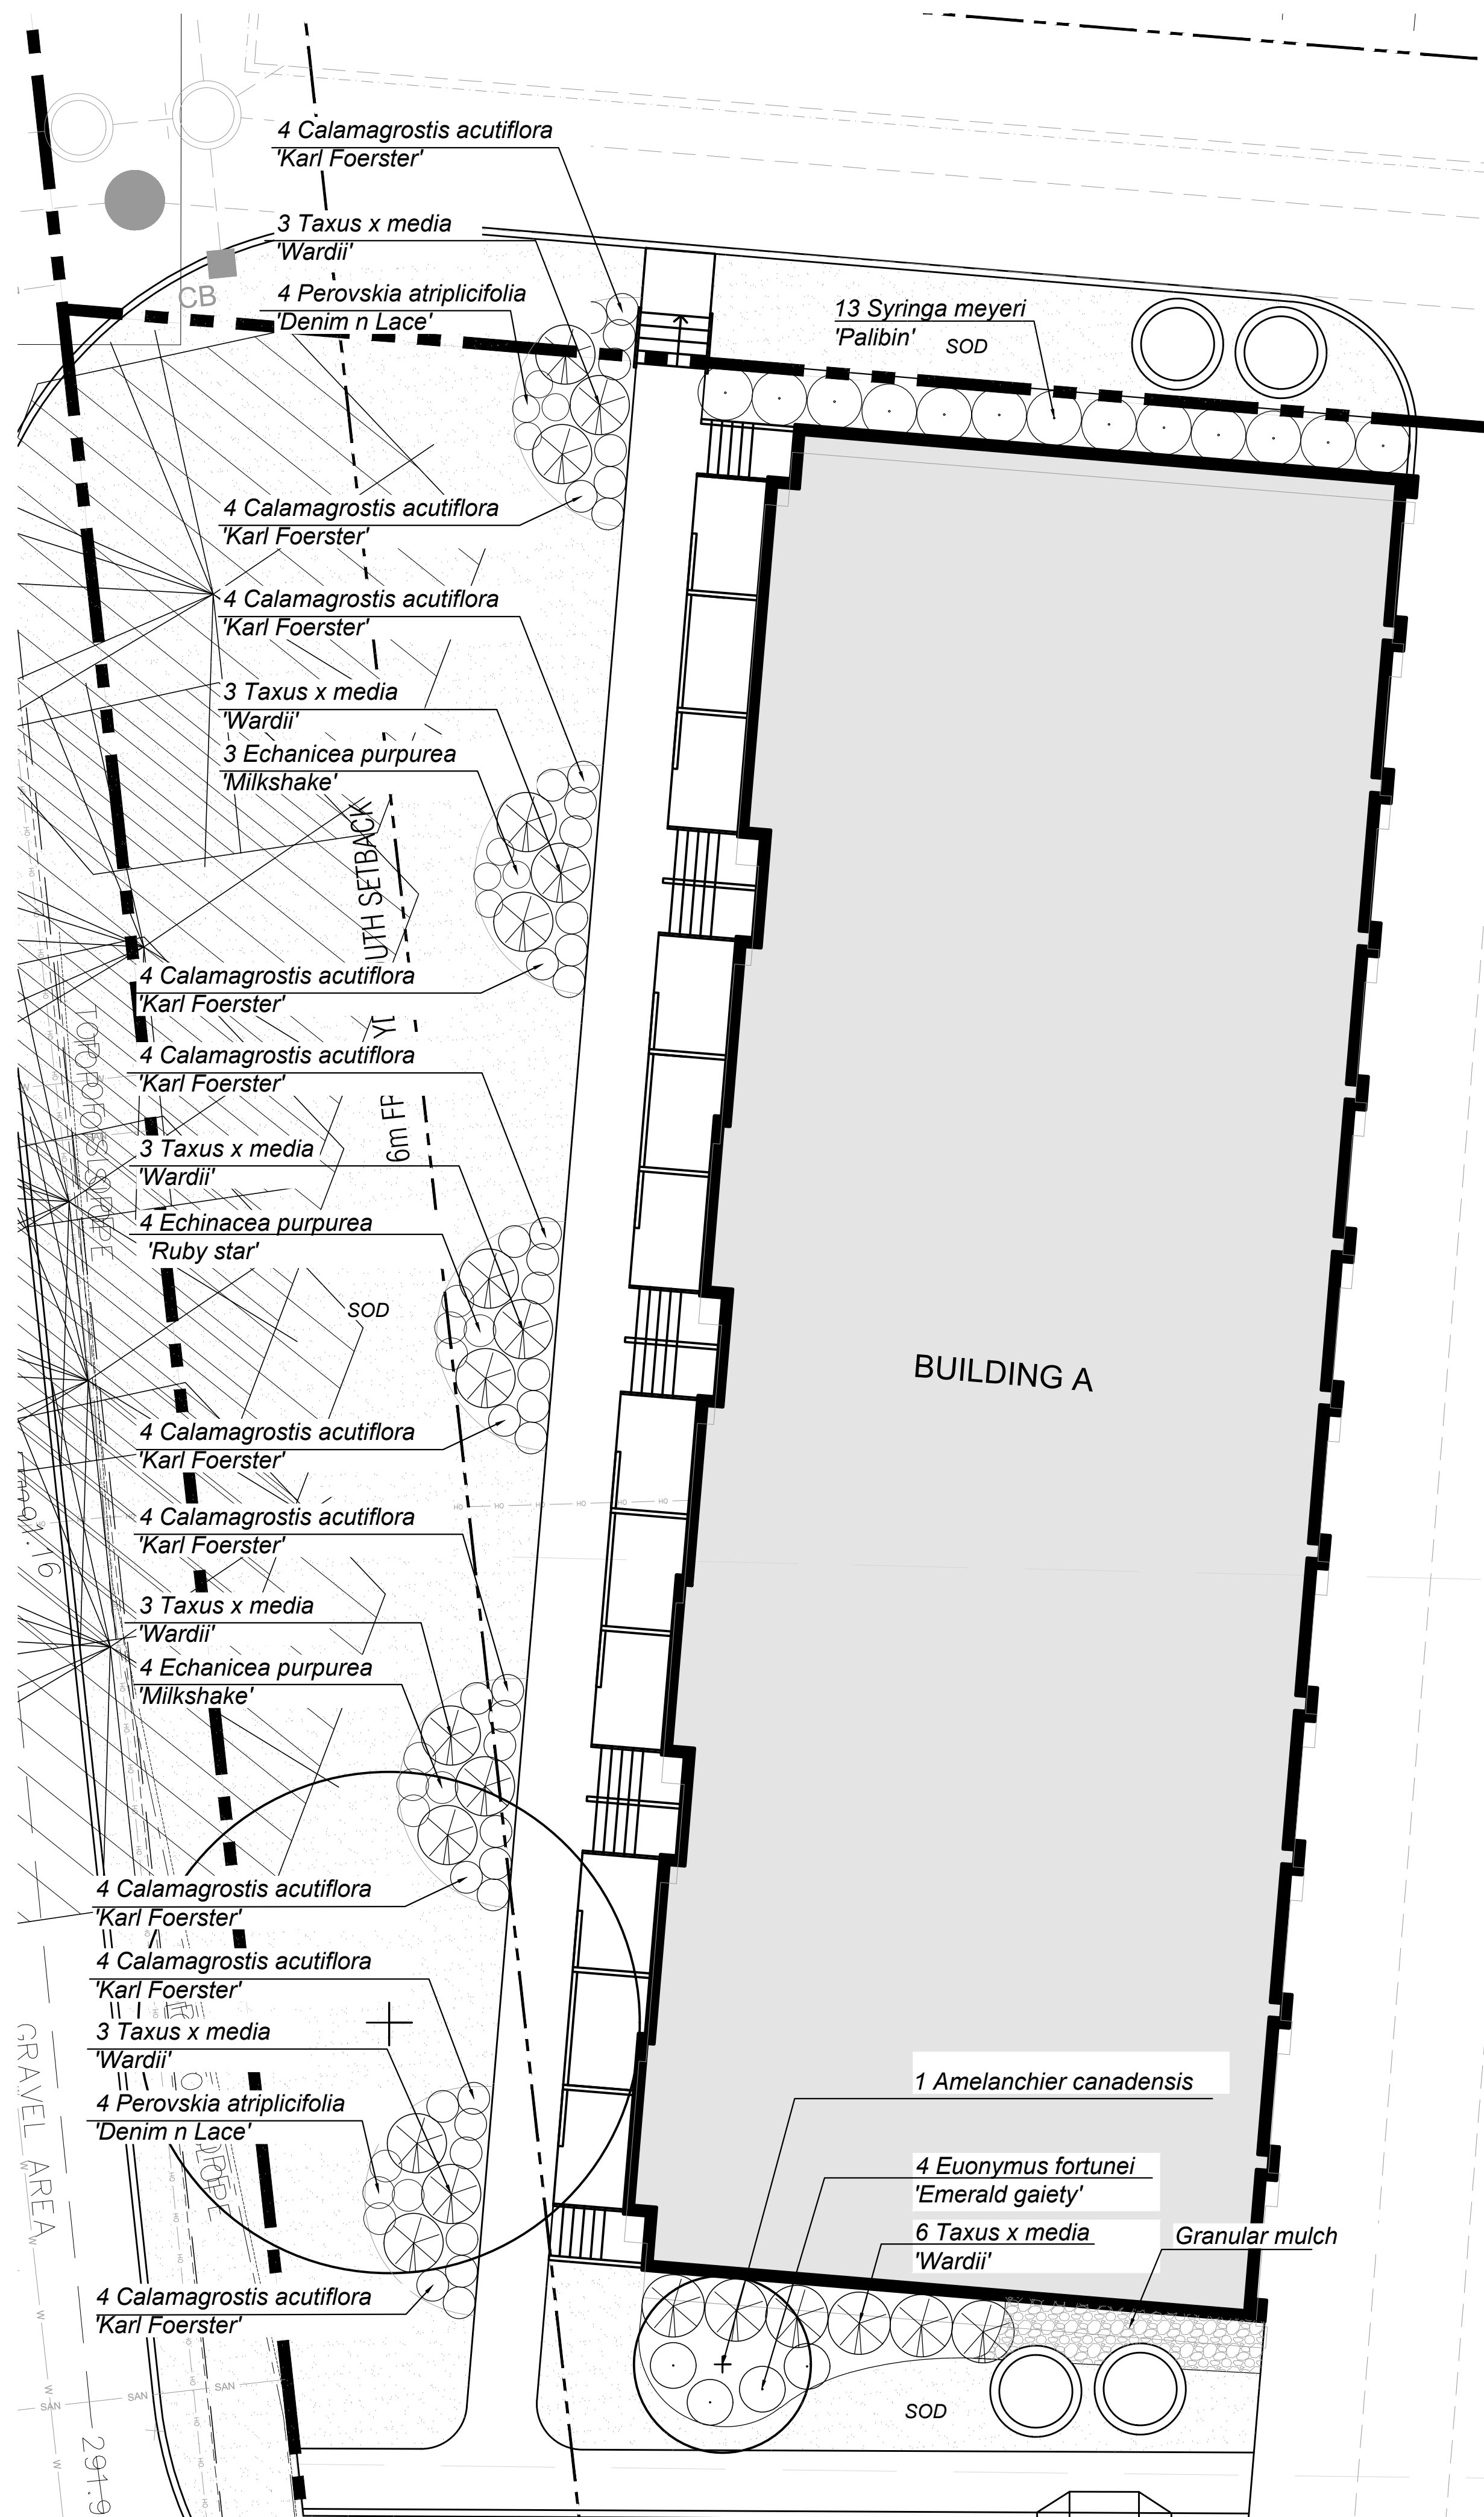 4 Calamagrostis acutiflora
'Karl Foerster'
3 Taxus x media
'Wardii'
CB
4 Perovskia atriplicifolia
'Denim n Lace'
13 Syringa meyeri
'Palibin'
SOD
4 Calamagrostis acutiflora
'Karl Foerster'
4 Calamagrostis acutiflora
'Karl Foerster'
3 Taxus x media
'Wardii'
3 Echanicea purpurea
'Milkshake'
UTH SETBACK
4 Calamagrostis acutiflora
'Karl Foerster'
4 Calamagrostis acutiflora
'Karl Foerster'
6m
3 Taxus x media
'Wardii'
4 Echinacea purpurea
'Ruby star'
SOD
BUILDING A
4 Calamagrostis acutiflora
'Karl Foerster'
4 Calamagrostis acutiflora
'Karl Foerster'
3 Taxus x media
'Wardii'
4 Echanicea purpurea
'Milkshake'
4 Calamagrostis acutiflora
'Karl Foerster'
4 Calamagrostis acutiflora
'Karl Foerster'
3 Taxus x media
'Wardii'
4 Perovskia atriplicifolia
'Denim n Lace'
GRAVEL AREA
1 Amelanchier canadensis
4 Euonymus fortunei
'Emerald gaiety'
6 Taxus x media
'Wardii'
Granular mulch
4 Calamagrostis acutiflora
'Karl Foerster'
SAN
SAN
SAN
SOD
291.9